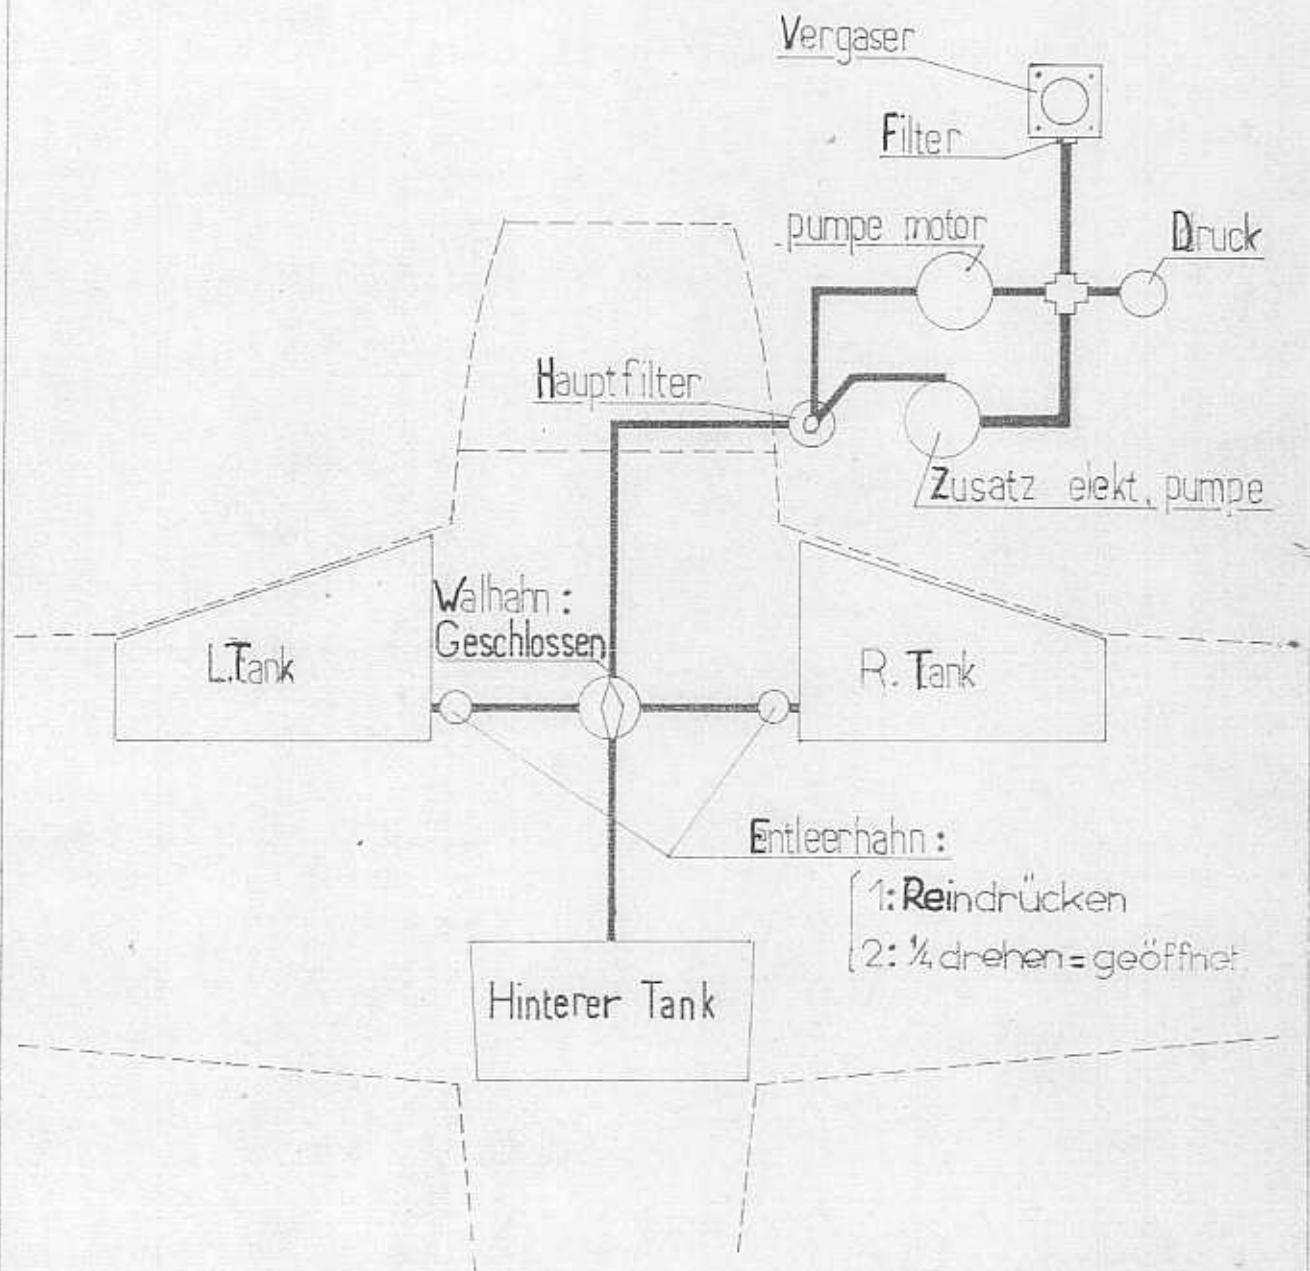 Vergaser
Filter
pumpe motor
Druck
Hauptfilter
Zusatz elekt. pumpe
Walhahn :
Geschlossen
L.Tank
R. Tank
Entleerhahn :
1: Reindrücken
2: ¼ drehen = geöffnet
Hinterer Tank